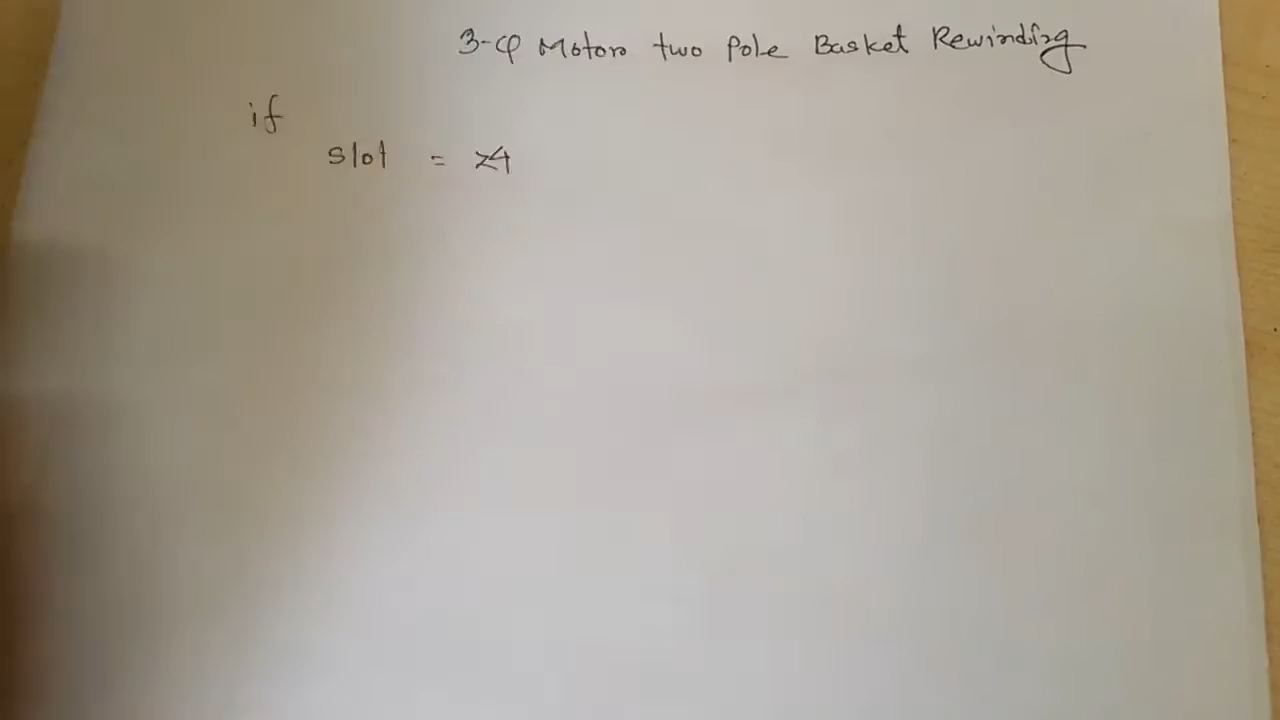 3-φ Motor two Pole Basket Rewinding
if
slot = 24